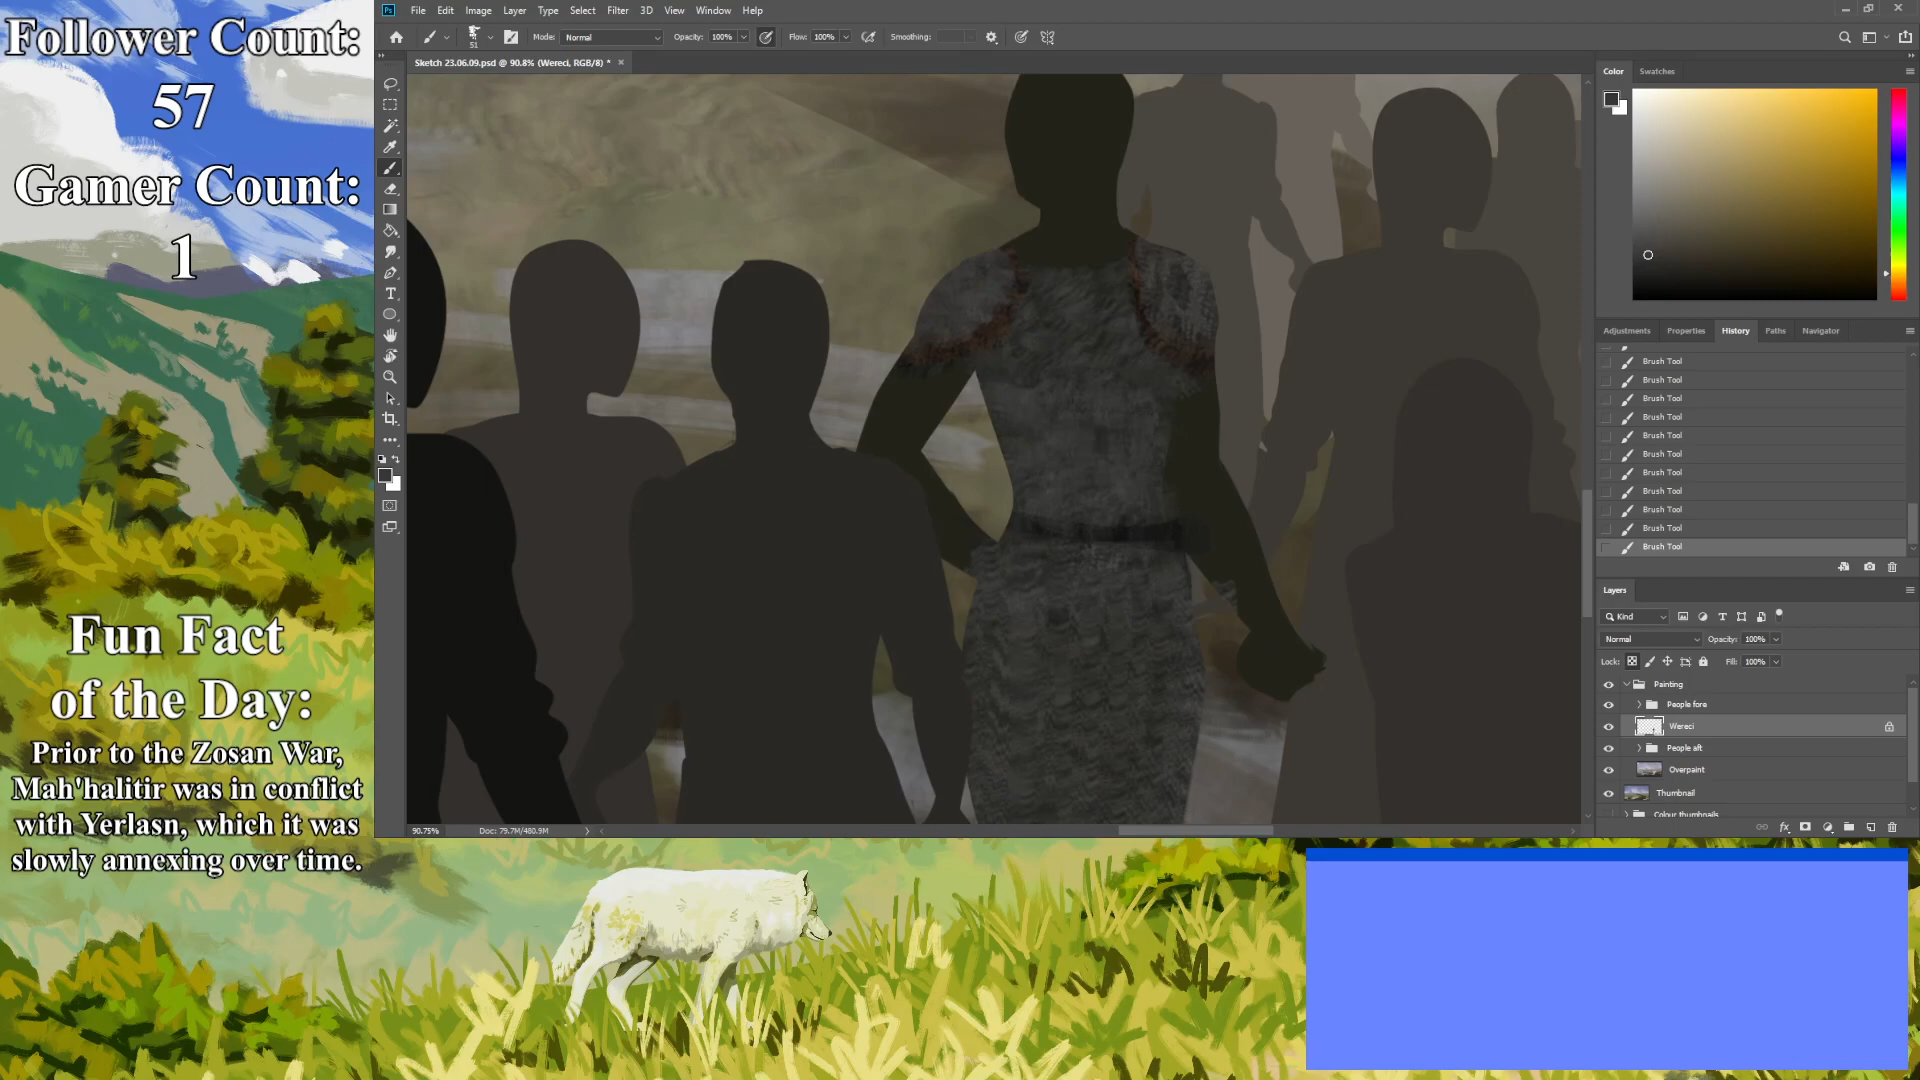 Follower Count:
57
Gamer Count:
1
Fun Fact
of the Day:
Prior to the Zosan War,
Mah'halitir was in conflict
with Yerlasn, which it was
slowly annexing over time.
Ps File Edit Image Layer Type Select Filter 3D View Window Help
51 Mode: Normal Opacity: 100% Flow: 100% Smoothing:
Sketch 23.06.09.psd @ 90.8% (Wereci, RGB/8) *
90.75% Doc: 79.7M/480.9M
Color Swatches
Adjustments Properties History Paths Navigator
Brush Tool
Brush Tool
Brush Tool
Brush Tool
Brush Tool
Brush Tool
Brush Tool
Brush Tool
Brush Tool
Brush Tool
Brush Tool
Layers
Kind
Normal Opacity: 100%
Lock: Fill: 100%
Painting
People fore
Wereci
People aft
Overpaint
Thumbnail
Colour thumbnails
fx